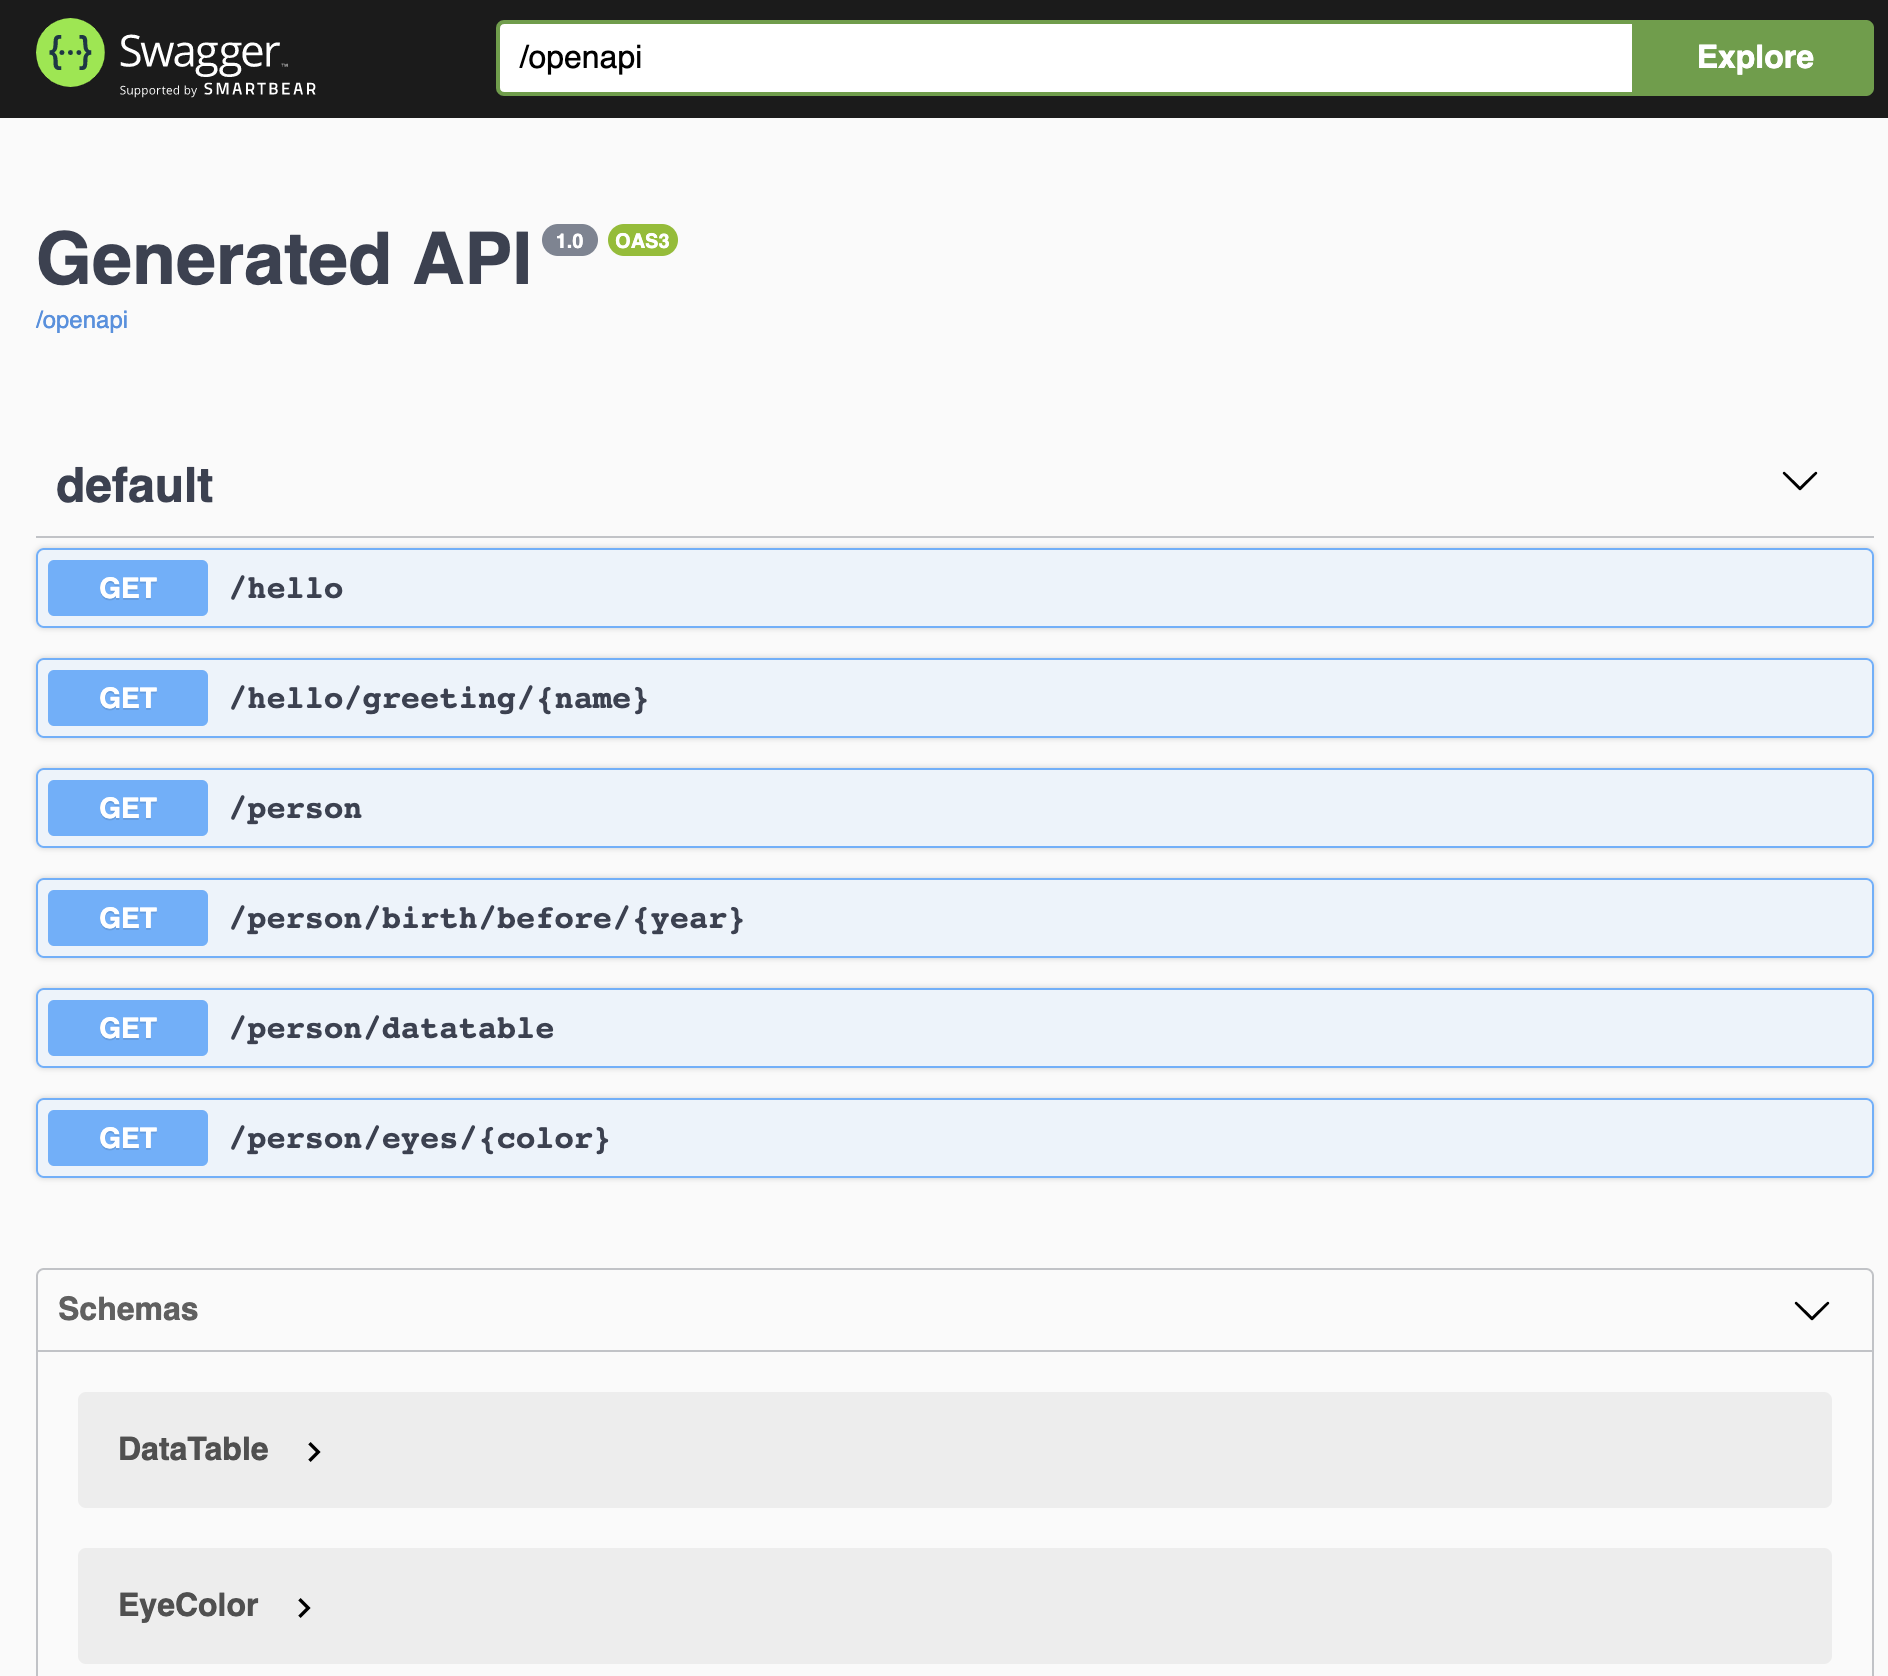 {···} Swagger™
Supported by SMARTBEAR
/openapi
Explore
Generated API 1.0 OAS3
/openapi
default
GET /hello
GET /hello/greeting/{name}
GET /person
GET /person/birth/before/{year}
GET /person/datatable
GET /person/eyes/{color}
Schemas
DataTable
EyeColor